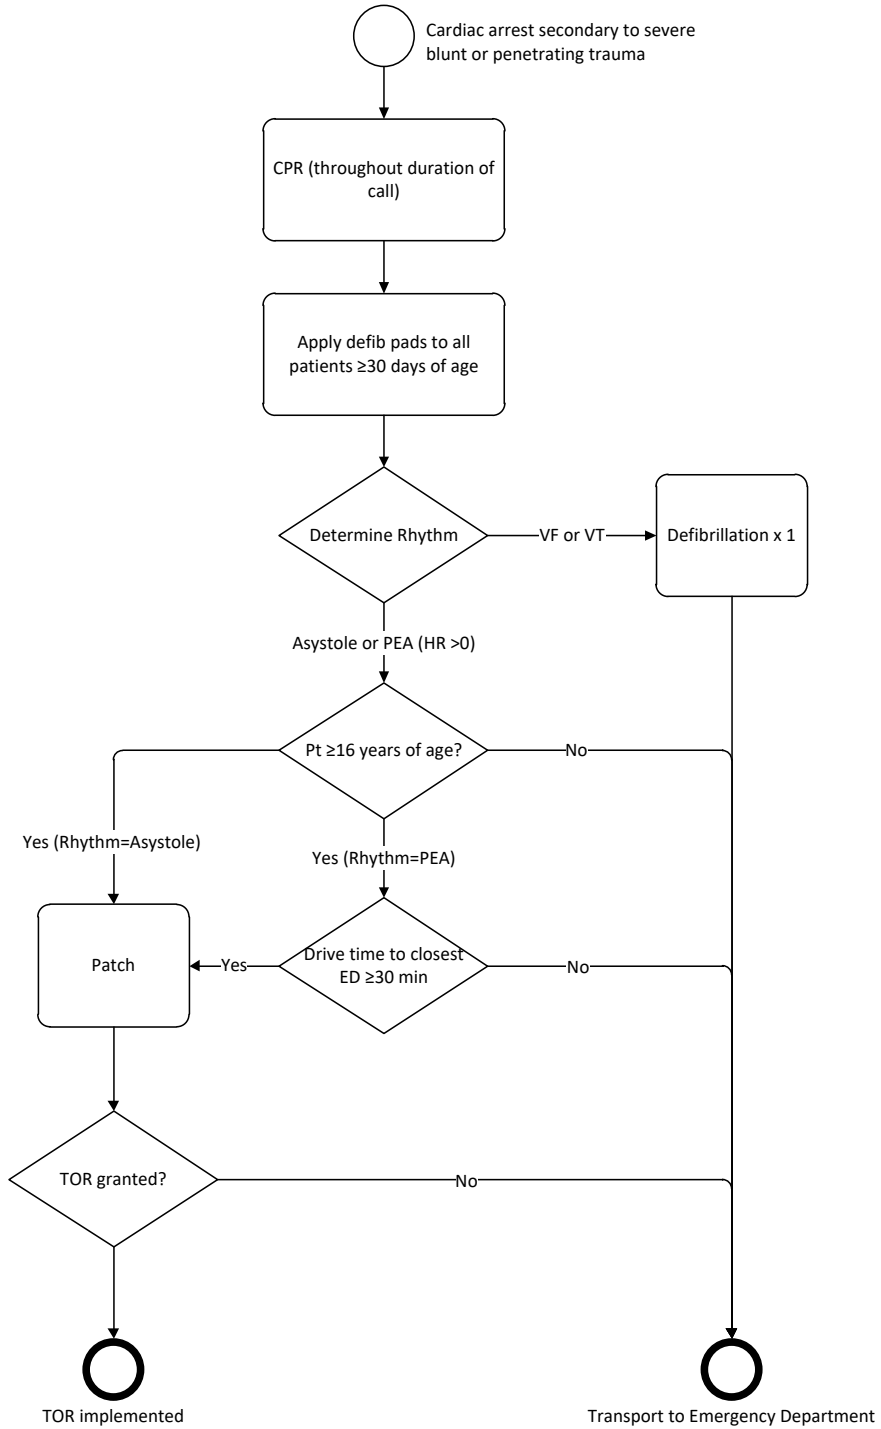 Cardiac arrest secondary to severe
blunt or penetrating trauma
CPR (throughout duration of
call)
Apply defib pads to all
patients ≥30 days of age
Determine Rhythm
VF or VT
Defibrillation x 1
Asystole or PEA (HR >0)
Pt ≥16 years of age?
No
Yes (Rhythm=Asystole)
Yes (Rhythm=PEA)
Patch
Yes
Drive time to closest
ED ≥30 min
No
TOR granted?
No
TOR implemented
Transport to Emergency Department